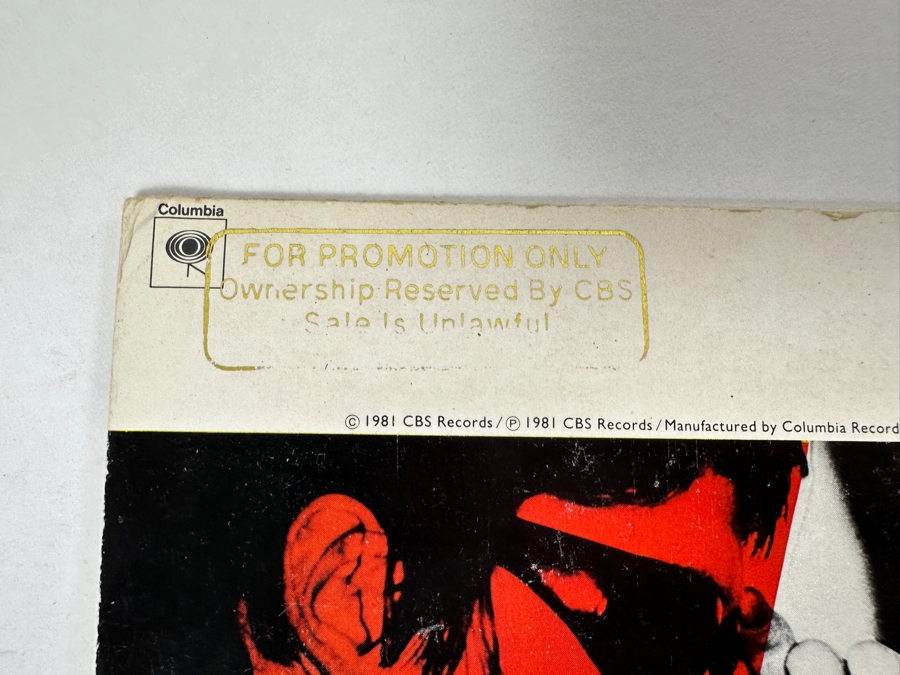 Columbia
FOR PROMOTION ONLY
Ownership Reserved By CBS
Sale Is Unlawful
© 1981 CBS Records / ℗ 1981 CBS Records / Manufactured by Columbia Record